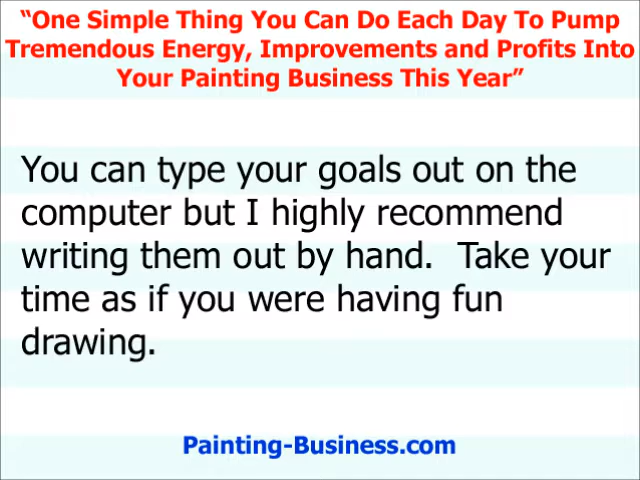 “One Simple Thing You Can Do Each Day To Pump
Tremendous Energy, Improvements and Profits Into
Your Painting Business This Year”
You can type your goals out on the
computer but I highly recommend
writing them out by hand.  Take your
time as if you were having fun
drawing.
Painting-Business.com